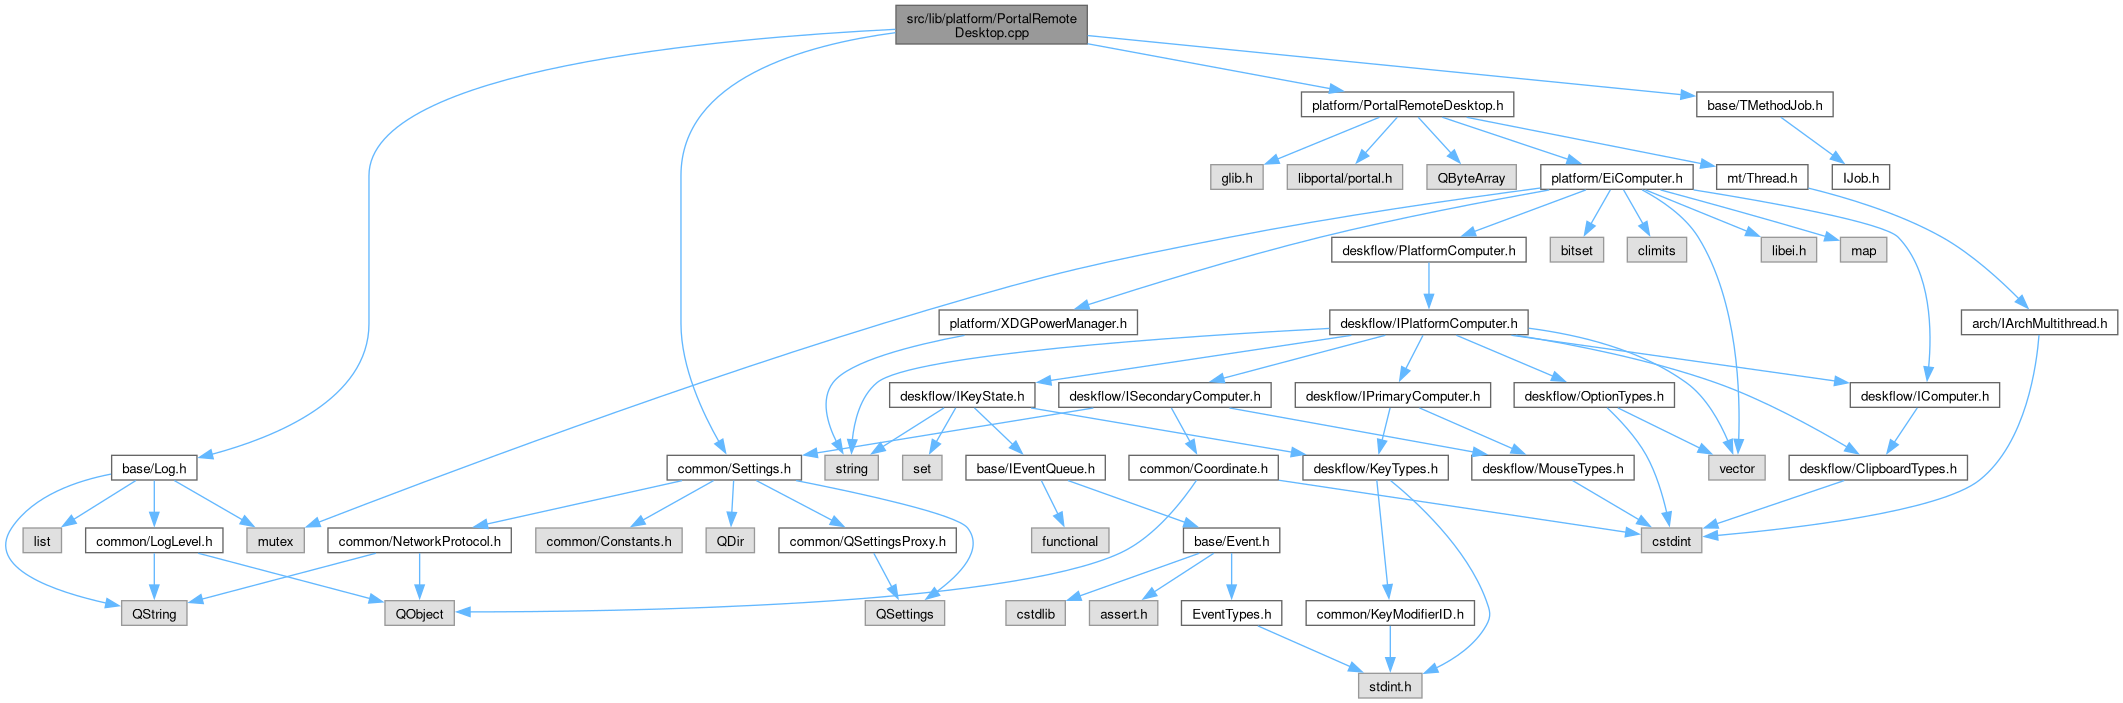 src/lib/platform/PortalRemote
Desktop.cpp
platform/PortalRemoteDesktop.h
base/TMethodJob.h
glib.h
libportal/portal.h
QByteArray
platform/EiComputer.h
mt/Thread.h
IJob.h
deskflow/PlatformComputer.h
bitset
climits
libei.h
map
platform/XDGPowerManager.h
deskflow/IPlatformComputer.h
arch/IArchMultithread.h
deskflow/IKeyState.h
deskflow/ISecondaryComputer.h
deskflow/IPrimaryComputer.h
deskflow/OptionTypes.h
deskflow/IComputer.h
base/Log.h
common/Settings.h
string
set
base/IEventQueue.h
common/Coordinate.h
deskflow/KeyTypes.h
deskflow/MouseTypes.h
vector
deskflow/ClipboardTypes.h
list
common/LogLevel.h
mutex
common/NetworkProtocol.h
common/Constants.h
QDir
common/QSettingsProxy.h
functional
base/Event.h
cstdint
QString
QObject
QSettings
cstdlib
assert.h
EventTypes.h
common/KeyModifierID.h
stdint.h